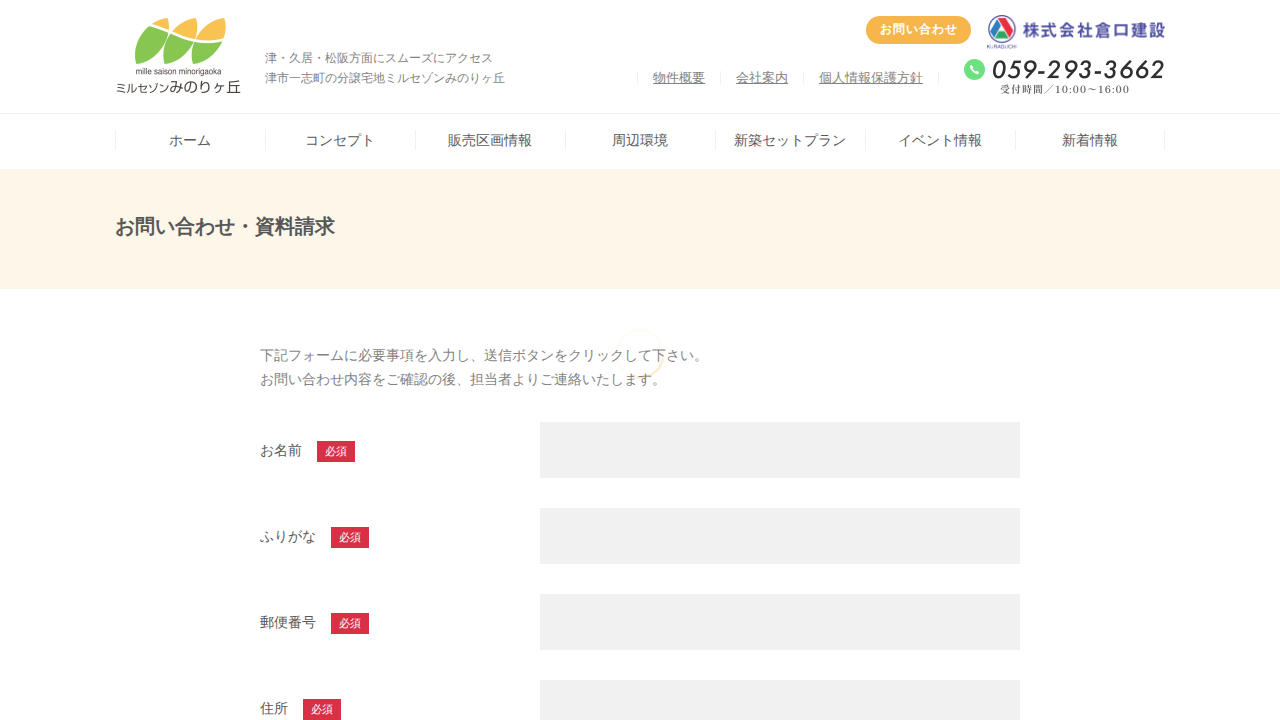 mille saison minorigaoka
ミルセゾンみのりヶ丘
津・久居・松阪方面にスムーズにアクセス
津市一志町の分譲宅地ミルセゾンみのりヶ丘
お問い合わせ
KURAGUCHI
株式会社倉口建設
物件概要
会社案内
個人情報保護方針
059-293-3662
受付時間／10:00〜16:00
ホーム
コンセプト
販売区画情報
周辺環境
新築セットプラン
イベント情報
新着情報
お問い合わせ・資料請求
下記フォームに必要事項を入力し、送信ボタンをクリックして下さい。
お問い合わせ内容をご確認の後、担当者よりご連絡いたします。
お名前 必須
ふりがな 必須
郵便番号 必須
住所 必須